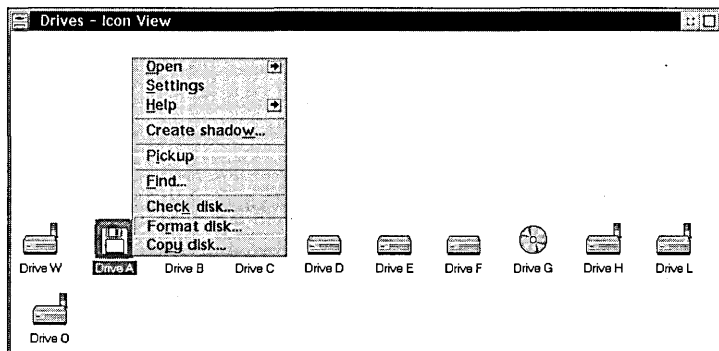 Drives - Icon View
Open
Settings
Help
Create shadow...
Pickup
Find...
Check disk...
Format disk...
Copy disk...
Drive W Drive A Drive B Drive C Drive D Drive E Drive F Drive G Drive H Drive L
Drive O